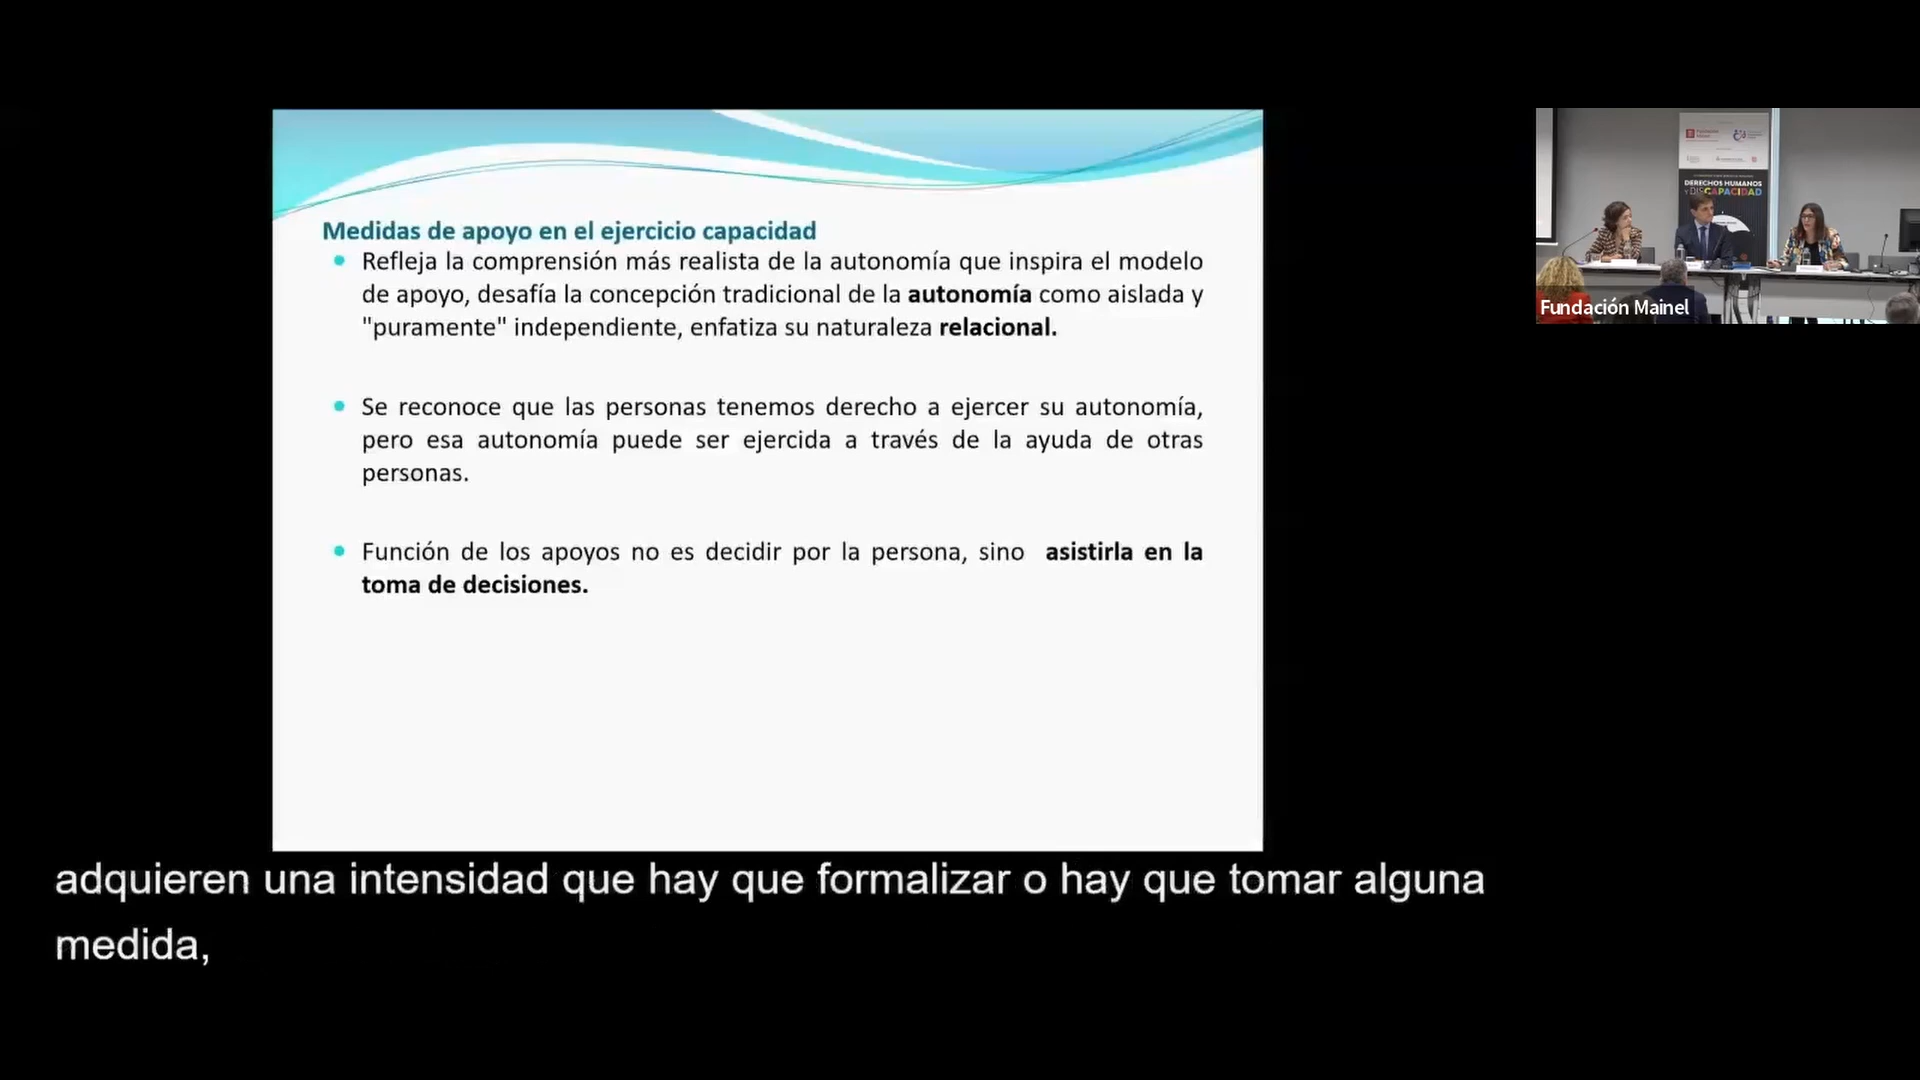 Medidas de apoyo en el ejercicio capacidad
Refleja la comprensión más realista de la autonomía que inspira el modelo
de apoyo, desafía la concepción tradicional de la autonomía como aislada y
"puramente" independiente, enfatiza su naturaleza relacional.
Se reconoce que las personas tenemos derecho a ejercer su autonomía,
pero esa autonomía puede ser ejercida a través de la ayuda de otras
personas.
Función de los apoyos no es decidir por la persona, sino asistirla en la
toma de decisiones.
DERECHOS HUMANOS
y DISCAPACIDAD
Fundación Mainel
adquieren una intensidad que hay que formalizar o hay que tomar alguna
medida,